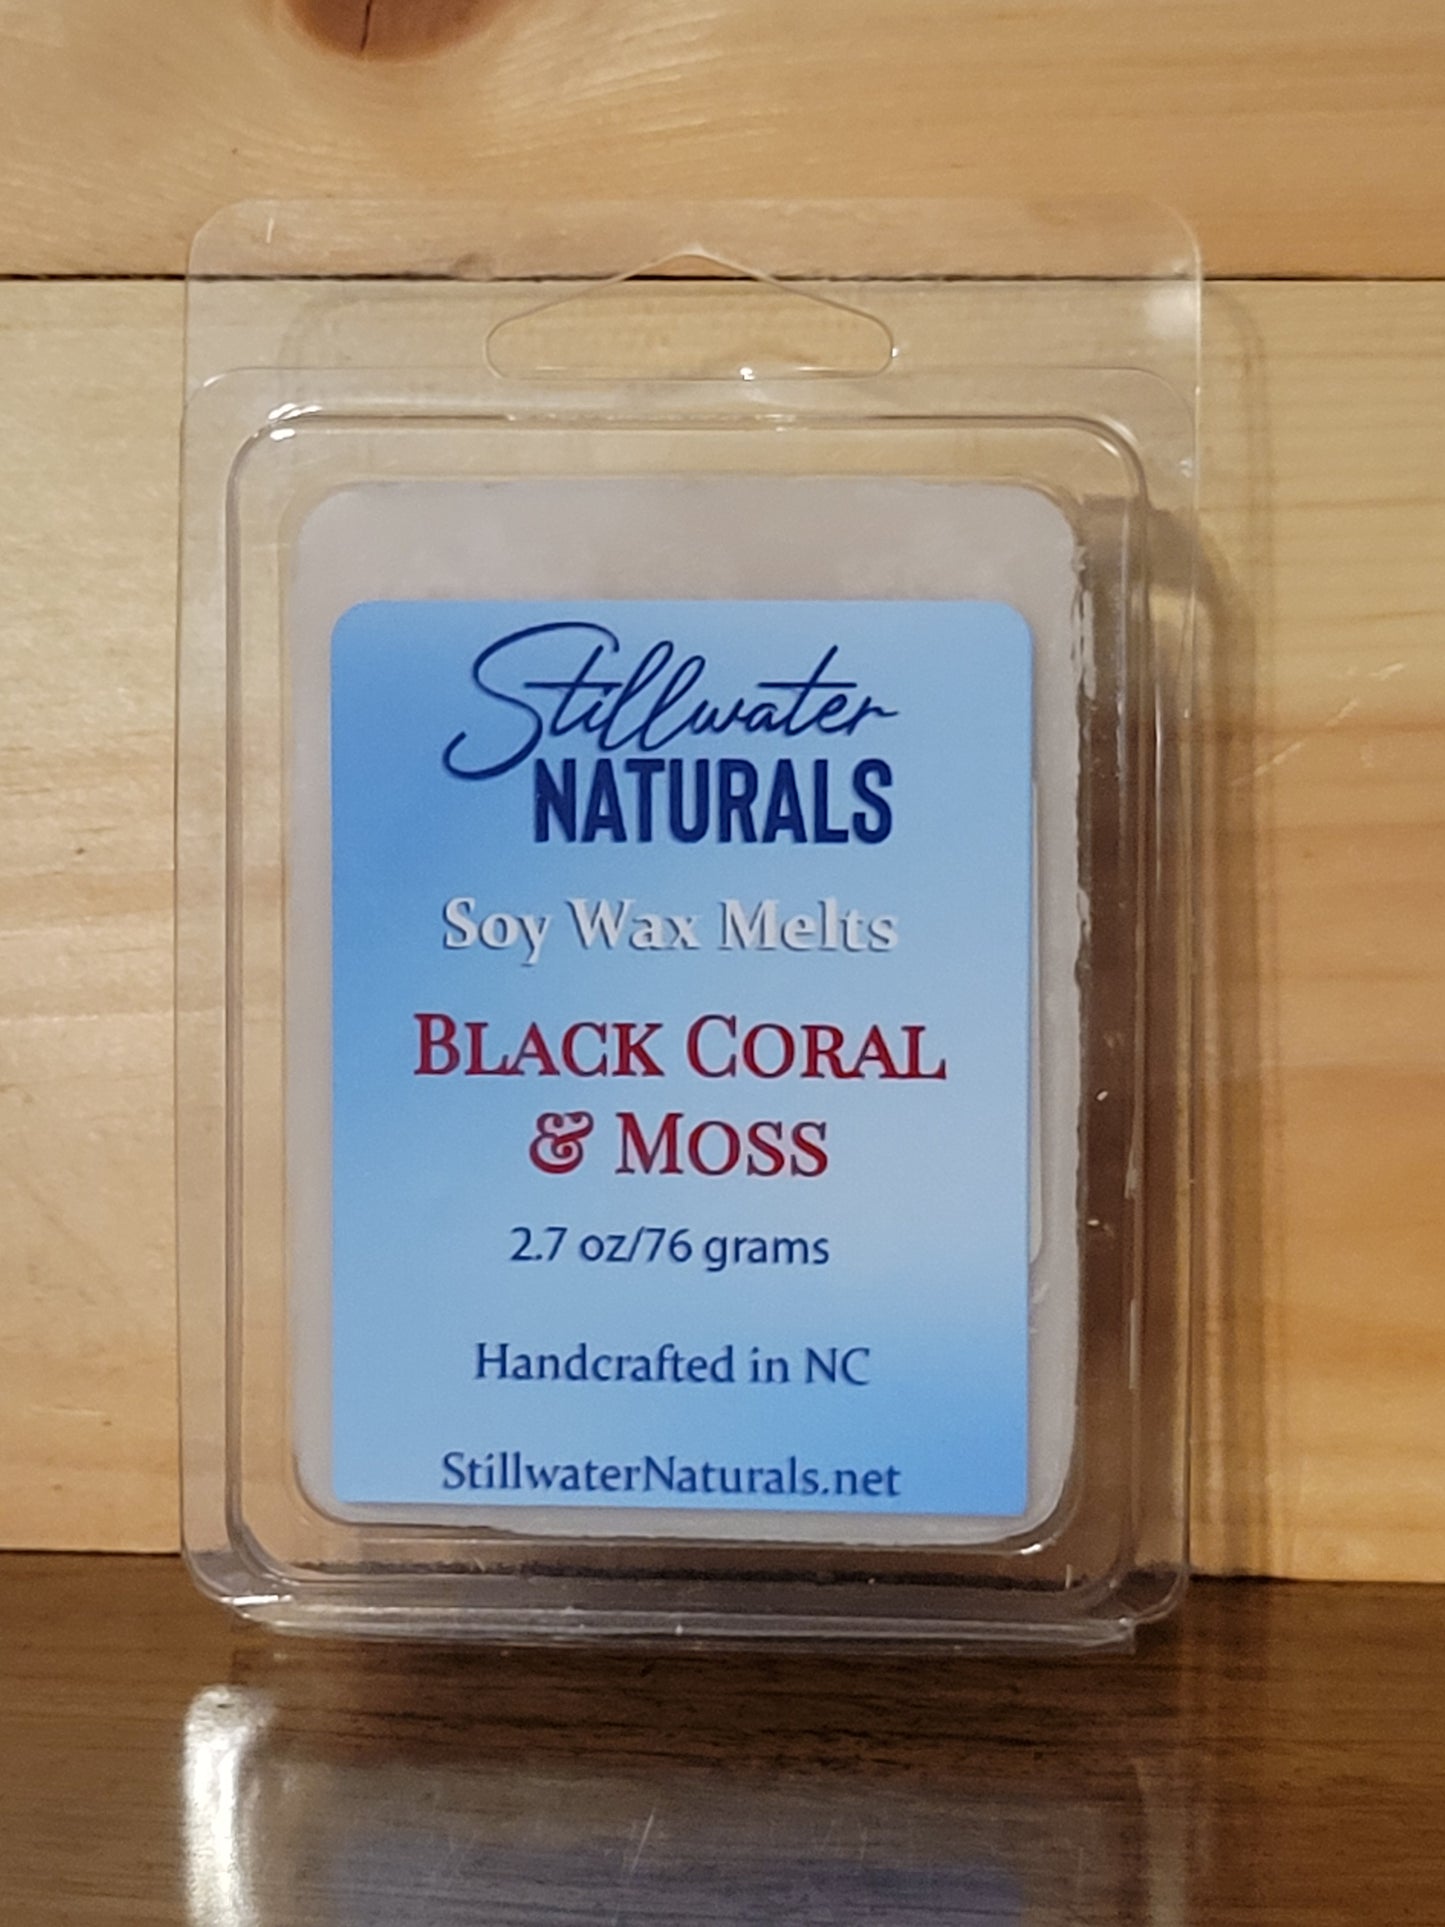 Stillwater
NATURALS
Soy Wax Melts
BLACK CORAL
& MOSS
2.7 oz/76 grams
Handcrafted in NC
StillwaterNaturals.net